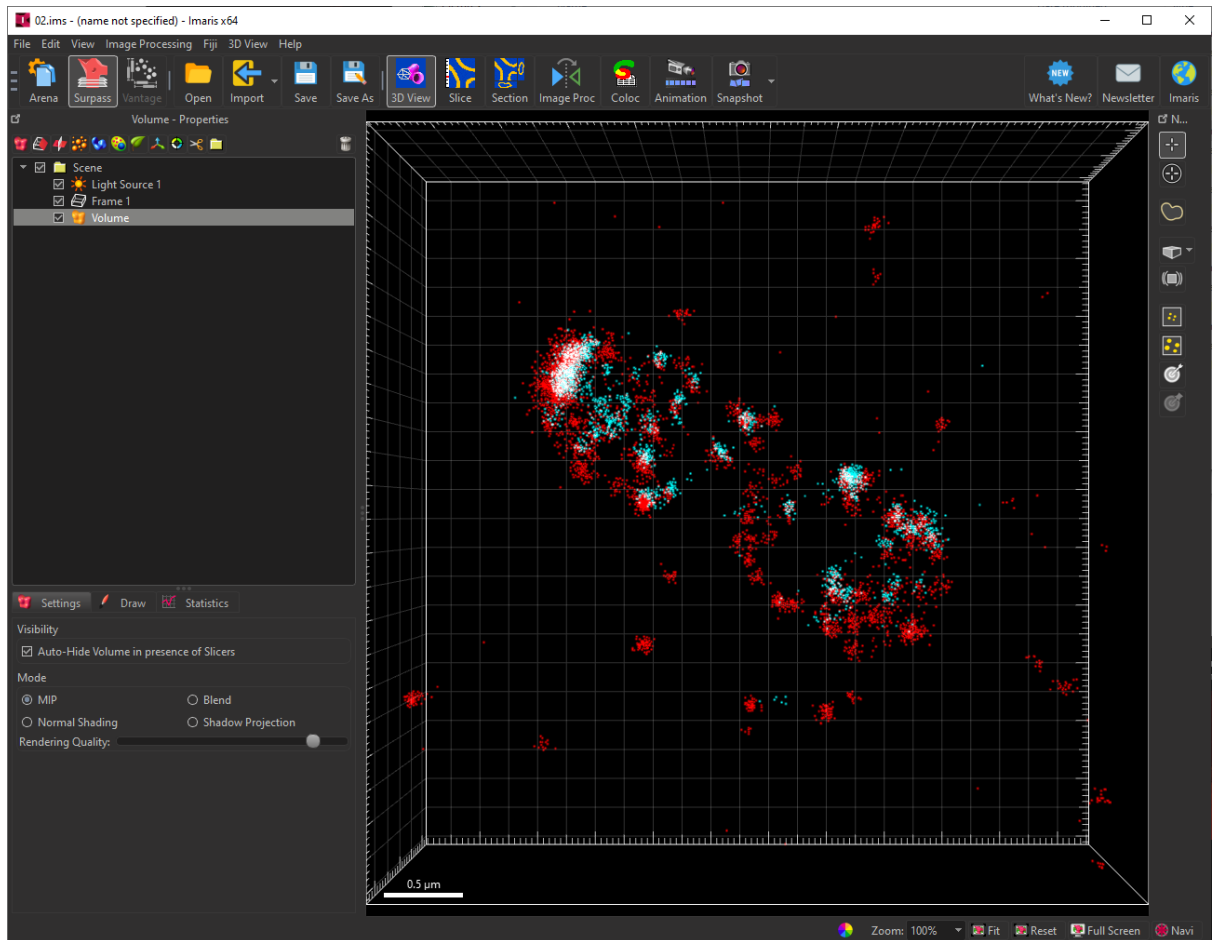 02.ims - (name not specified) - Imaris x64
File Edit View Image Processing Fiji 3D View Help
Arena Surpass Vantage Open Import Save Save As 3D View Slice Section Image Proc Coloc Animation Snapshot What's New? Newsletter Imaris
NEW
Volume - Properties
N...
Scene
Light Source 1
Frame 1
Volume
Settings Draw Statistics
Visibility
Auto-Hide Volume in presence of Slicers
Mode
MIP Blend
Normal Shading Shadow Projection
Rendering Quality:
0.5 µm
Zoom: 100% Fit Reset Full Screen Navi